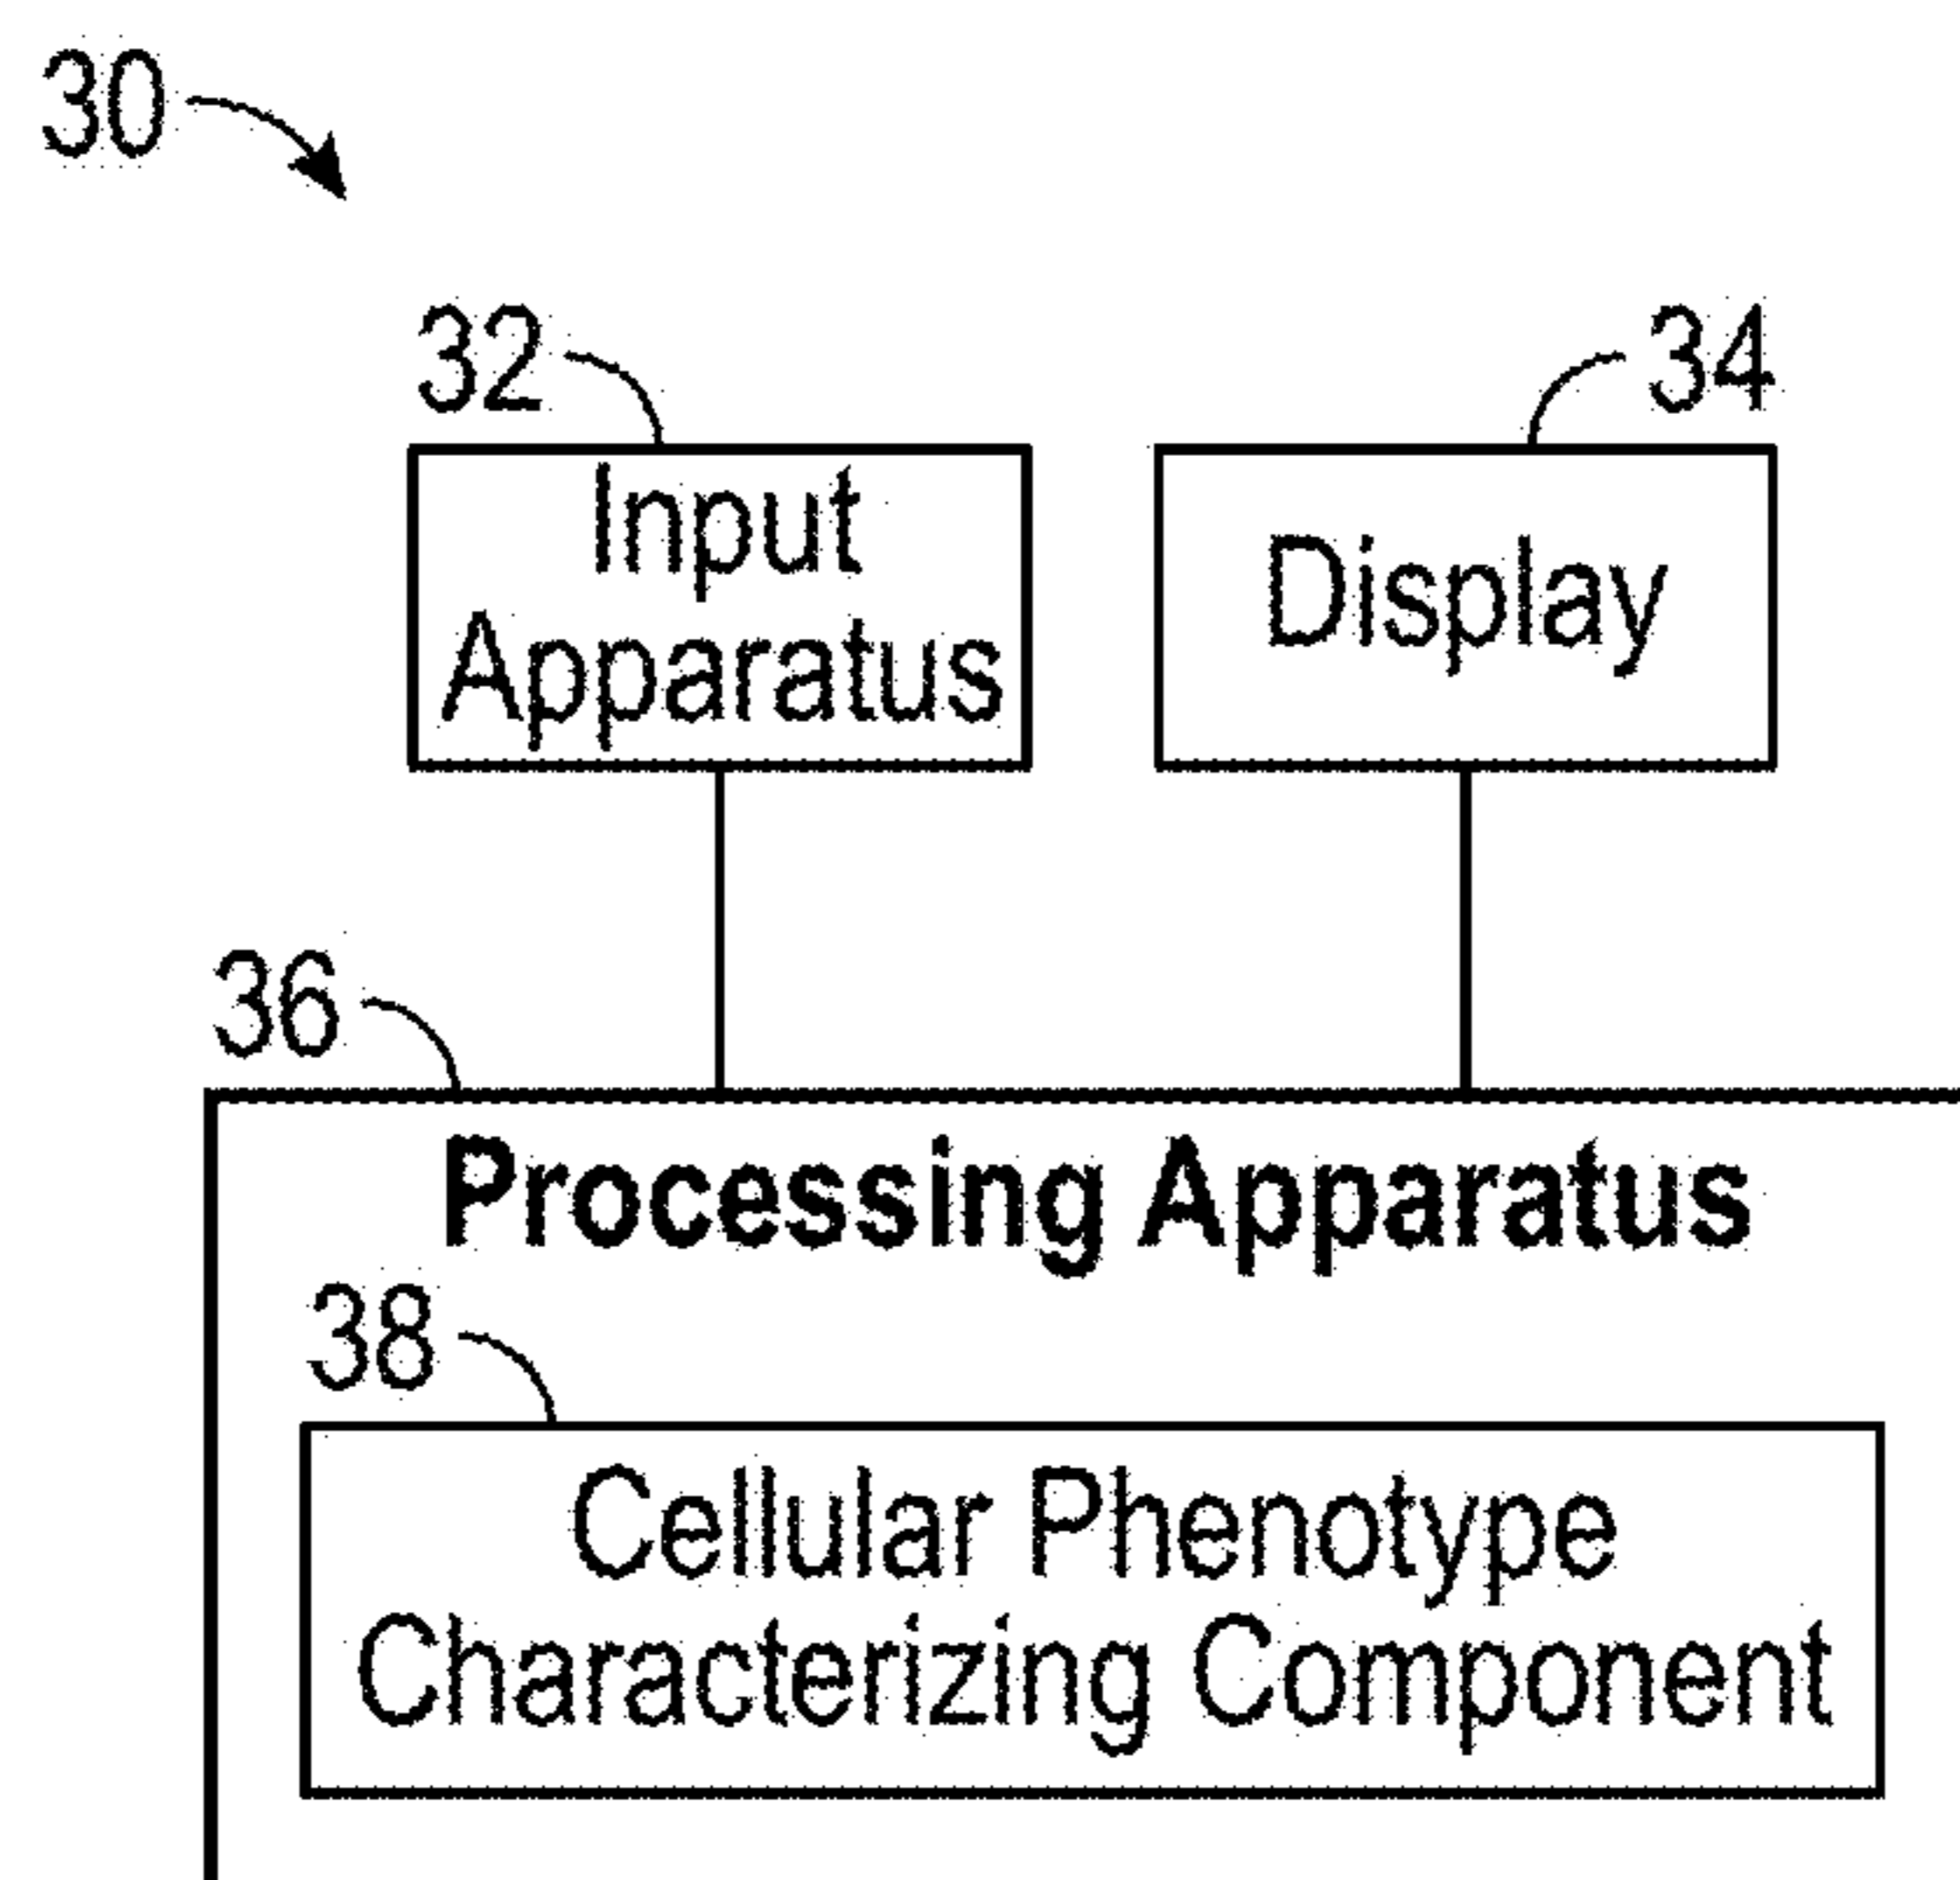 30
32
34
Input
Apparatus
Display
36
Processing Apparatus
38
Cellular Phenotype
Characterizing Component